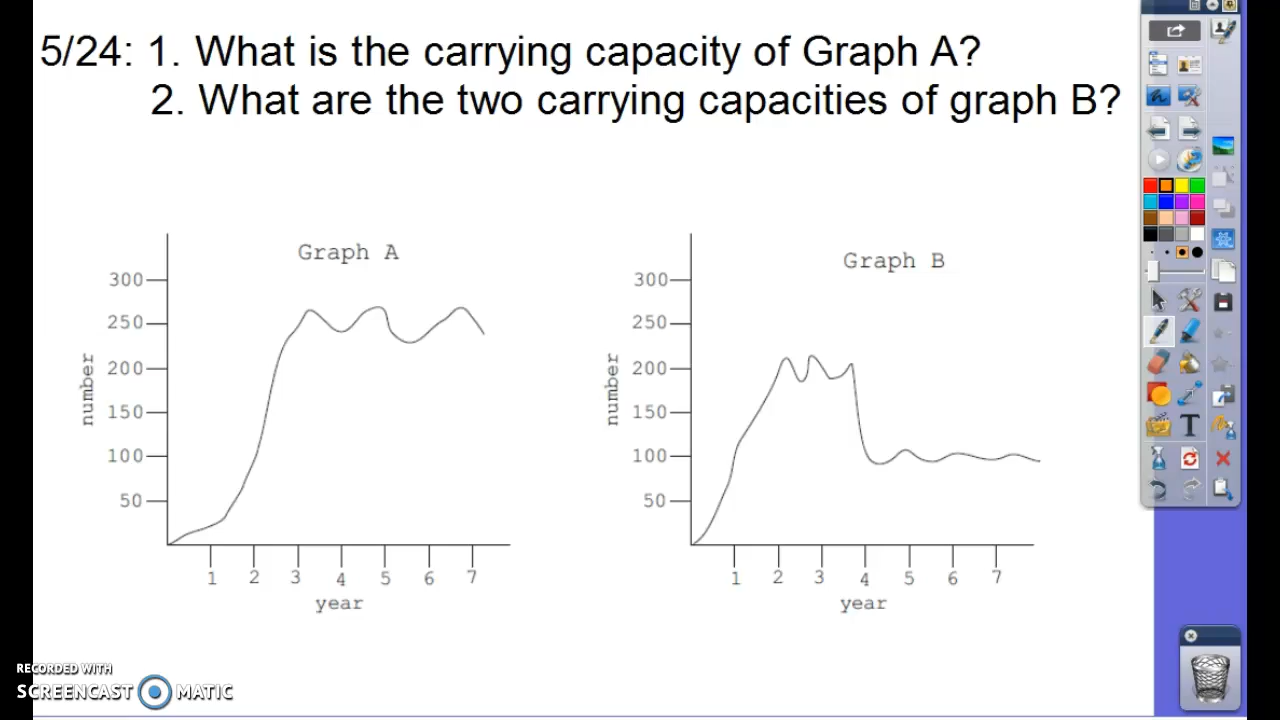 5/24: 1. What is the carrying capacity of Graph A?
2. What are the two carrying capacities of graph B?
Graph A
300
250
200
150
100
50
number
1 2 3 4 5 6 7
year
Graph B
300
250
200
150
100
50
number
1 2 3 4 5 6 7
year
T
RECORDED WITH
SCREENCAST MATIC